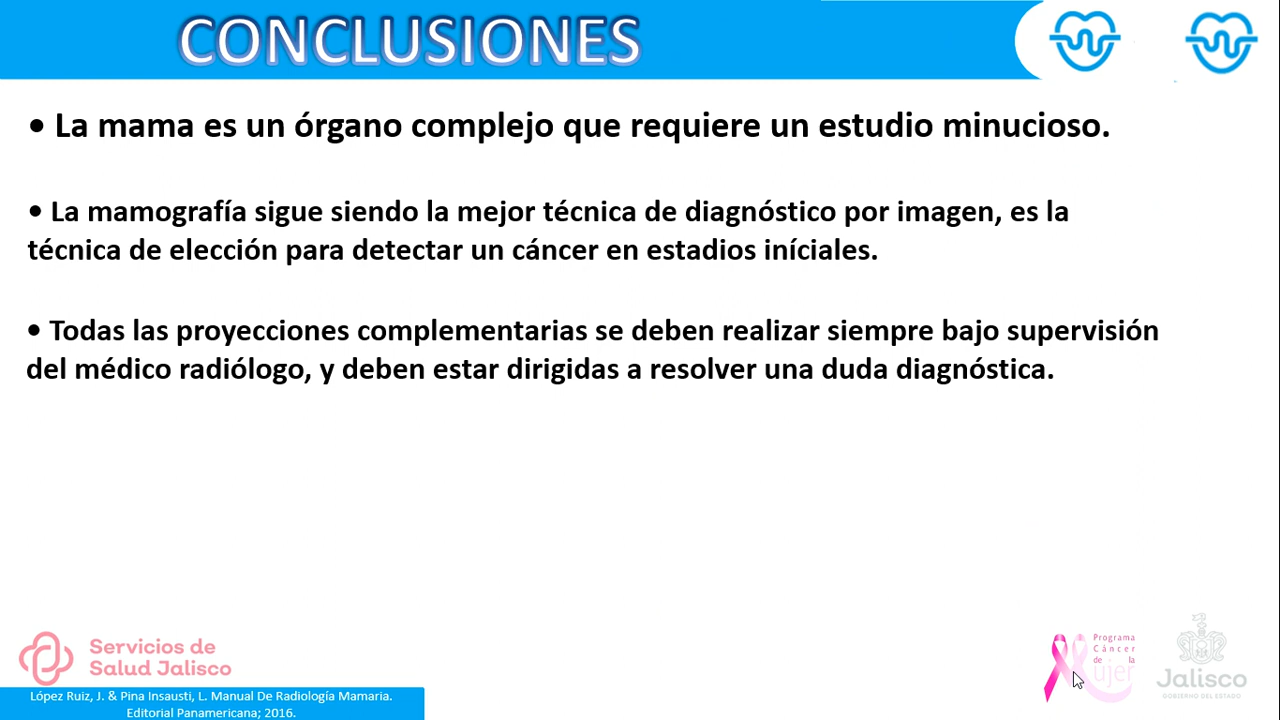 CONCLUSIONES
• La mama es un órgano complejo que requiere un estudio minucioso.
• La mamografía sigue siendo la mejor técnica de diagnóstico por imagen, es la
técnica de elección para detectar un cáncer en estadios iníciales.
• Todas las proyecciones complementarias se deben realizar siempre bajo supervisión
del médico radiólogo, y deben estar dirigidas a resolver una duda diagnóstica.
Servicios de
Salud Jalisco
Programa
Cáncer
de la
Mujer
Jalisco
GOBIERNO DEL ESTADO
López Ruiz, J. & Pina Insausti, L. Manual De Radiología Mamaria.
Editorial Panamericana; 2016.